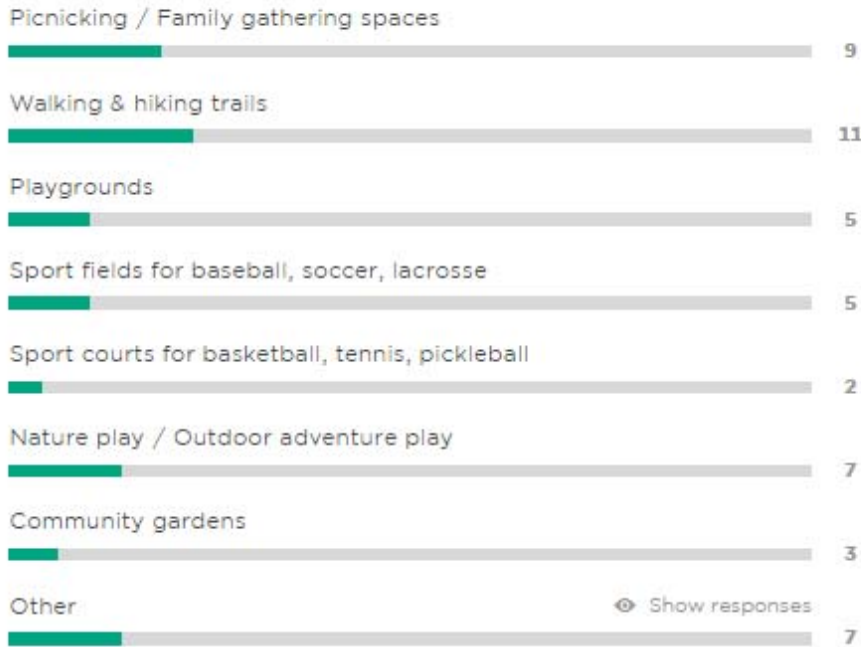 Picnicking / Family gathering spaces
9
Walking & hiking trails
11
Playgrounds
5
Sport fields for baseball, soccer, lacrosse
5
Sport courts for basketball, tennis, pickleball
2
Nature play / Outdoor adventure play
7
Community gardens
3
Other Show responses
7